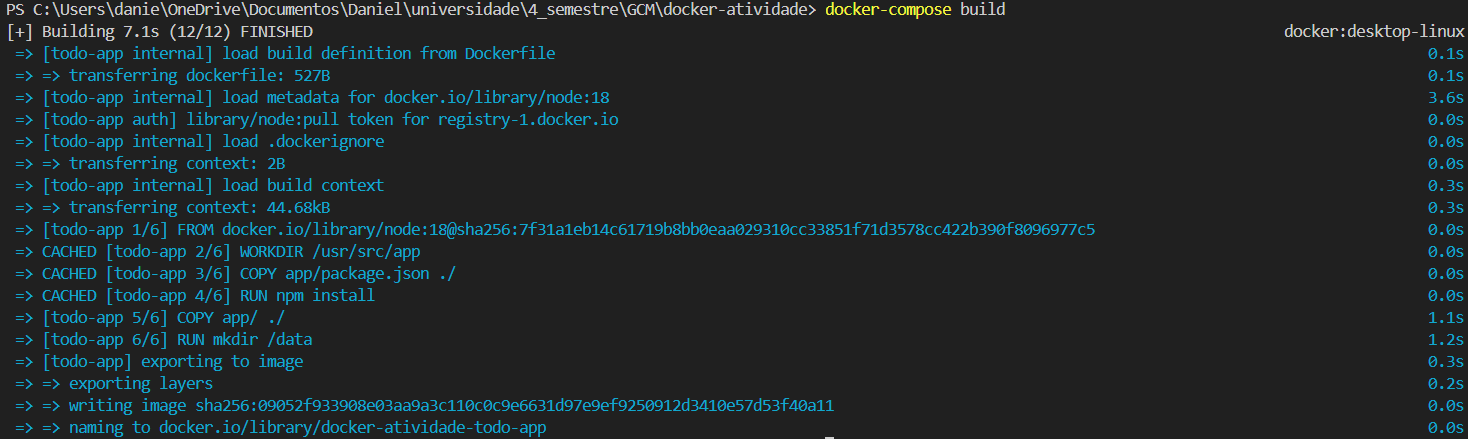 PS C:\Users\danie\OneDrive\Documentos\Daniel\universidade\4_semestre\GCM\docker-atividade> docker-compose build
[+] Building 7.1s (12/12) FINISHED docker:desktop-linux
=> [todo-app internal] load build definition from Dockerfile 0.1s
=> => transferring dockerfile: 527B 0.1s
=> [todo-app internal] load metadata for docker.io/library/node:18 3.6s
=> [todo-app auth] library/node:pull token for registry-1.docker.io 0.0s
=> [todo-app internal] load .dockerignore 0.0s
=> => transferring context: 2B 0.0s
=> [todo-app internal] load build context 0.3s
=> => transferring context: 44.68kB 0.3s
=> [todo-app 1/6] FROM docker.io/library/node:18@sha256:7f31a1eb14c61719b8bb0eaa029310cc33851f71d3578cc422b390f8096977c5 0.0s
=> CACHED [todo-app 2/6] WORKDIR /usr/src/app 0.0s
=> CACHED [todo-app 3/6] COPY app/package.json ./ 0.0s
=> CACHED [todo-app 4/6] RUN npm install 0.0s
=> [todo-app 5/6] COPY app/ ./ 1.1s
=> [todo-app 6/6] RUN mkdir /data 1.2s
=> [todo-app] exporting to image 0.3s
=> => exporting layers 0.2s
=> => writing image sha256:09052f933908e03aa9a3c110c0c9e6631d97e9ef9250912d3410e57d53f40a11 0.0s
=> => naming to docker.io/library/docker-atividade-todo-app 0.0s